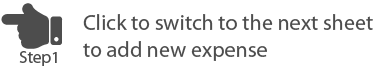 Click to switch to the next sheet
to add new expense
Step1